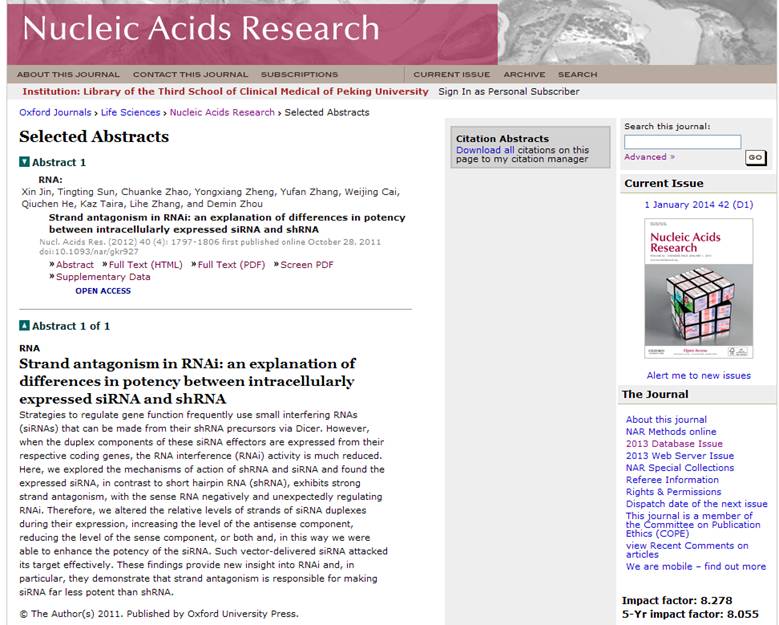 Nucleic Acids Research
ABOUT THIS JOURNAL CONTACT THIS JOURNAL SUBSCRIPTIONS CURRENT ISSUE ARCHIVE SEARCH
Institution: Library of the Third School of Clinical Medical of Peking University Sign In as Personal Subscriber
Oxford Journals › Life Sciences › Nucleic Acids Research › Selected Abstracts
Selected Abstracts
Abstract 1
RNA:
Xin Jin, Tingting Sun, Chuanke Zhao, Yongxiang Zheng, Yufan Zhang, Weijing Cai,
Qiuchen He, Kaz Taira, Lihe Zhang, and Demin Zhou
Strand antagonism in RNAi: an explanation of differences in potency
between intracellularly expressed siRNA and shRNA
Nucl. Acids Res. (2012) 40 (4): 1797-1806 first published online October 28, 2011
doi:10.1093/nar/gkr927
» Abstract » Full Text (HTML) » Full Text (PDF) » Screen PDF
» Supplementary Data
OPEN ACCESS
Abstract 1 of 1
RNA
Strand antagonism in RNAi: an explanation of
differences in potency between intracellularly
expressed siRNA and shRNA
Strategies to regulate gene function frequently use small interfering RNAs
(siRNAs) that can be made from their shRNA precursors via Dicer. However,
when the duplex components of these siRNA effectors are expressed from their
respective coding genes, the RNA interference (RNAi) activity is much reduced.
Here, we explored the mechanisms of action of shRNA and siRNA and found the
expressed siRNA, in contrast to short hairpin RNA (shRNA), exhibits strong
strand antagonism, with the sense RNA negatively and unexpectedly regulating
RNAi. Therefore, we altered the relative levels of strands of siRNA duplexes
during their expression, increasing the level of the antisense component,
reducing the level of the sense component, or both and, in this way we were
able to enhance the potency of the siRNA. Such vector-delivered siRNA attacked
its target effectively. These findings provide new insight into RNAi and, in
particular, they demonstrate that strand antagonism is responsible for making
siRNA far less potent than shRNA.
© The Author(s) 2011. Published by Oxford University Press.
Citation Abstracts
Download all citations on this
page to my citation manager
Search this journal:
Advanced »
GO
Current Issue
1 January 2014 42 (D1)
Nucleic Acids
Research
Alert me to new issues
The Journal
About this journal
NAR Methods online
2013 Database Issue
2013 Web Server Issue
NAR Special Collections
Referee Information
Rights & Permissions
Dispatch date of the next issue
This journal is a member of
the Committee on Publication
Ethics (COPE)
view Recent Comments on
articles
We are mobile – find out more
Impact factor: 8.278
5-Yr impact factor: 8.055